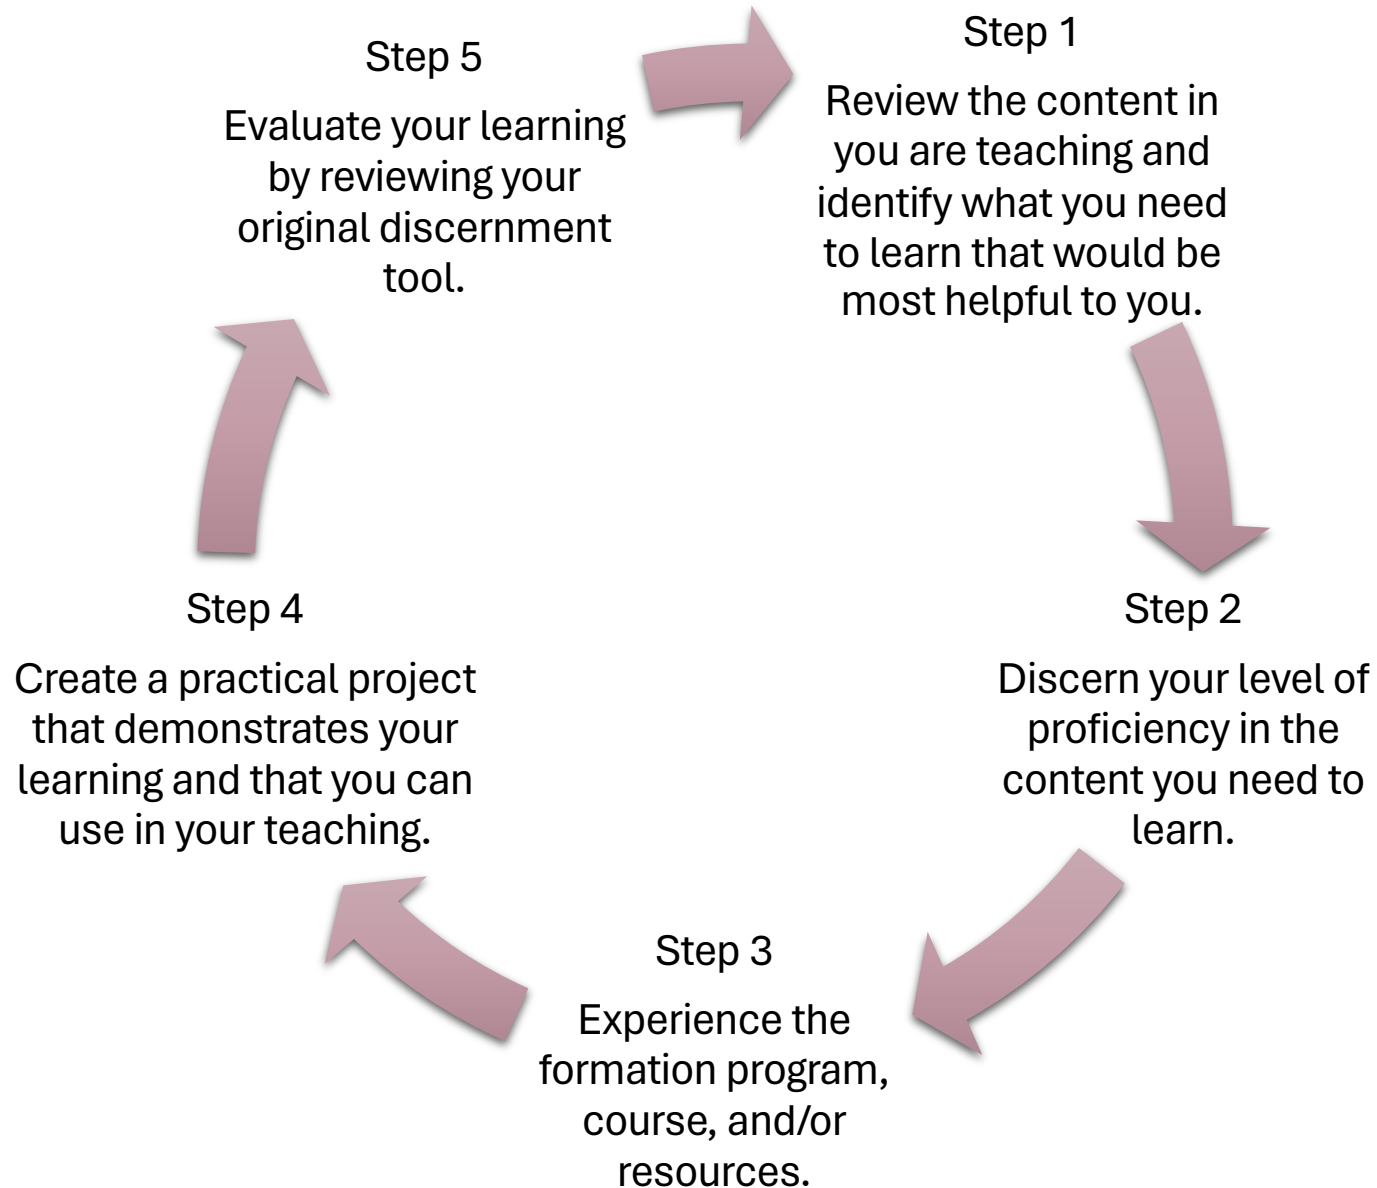 Step 1
Review the content in
you are teaching and
identify what you need
to learn that would be
most helpful to you.
Step 2
Discern your level of
proficiency in the
content you need to
learn.
Step 3
Experience the
formation program,
course, and/or
resources.
Step 4
Create a practical project
that demonstrates your
learning and that you can
use in your teaching.
Step 5
Evaluate your learning
by reviewing your
original discernment
tool.